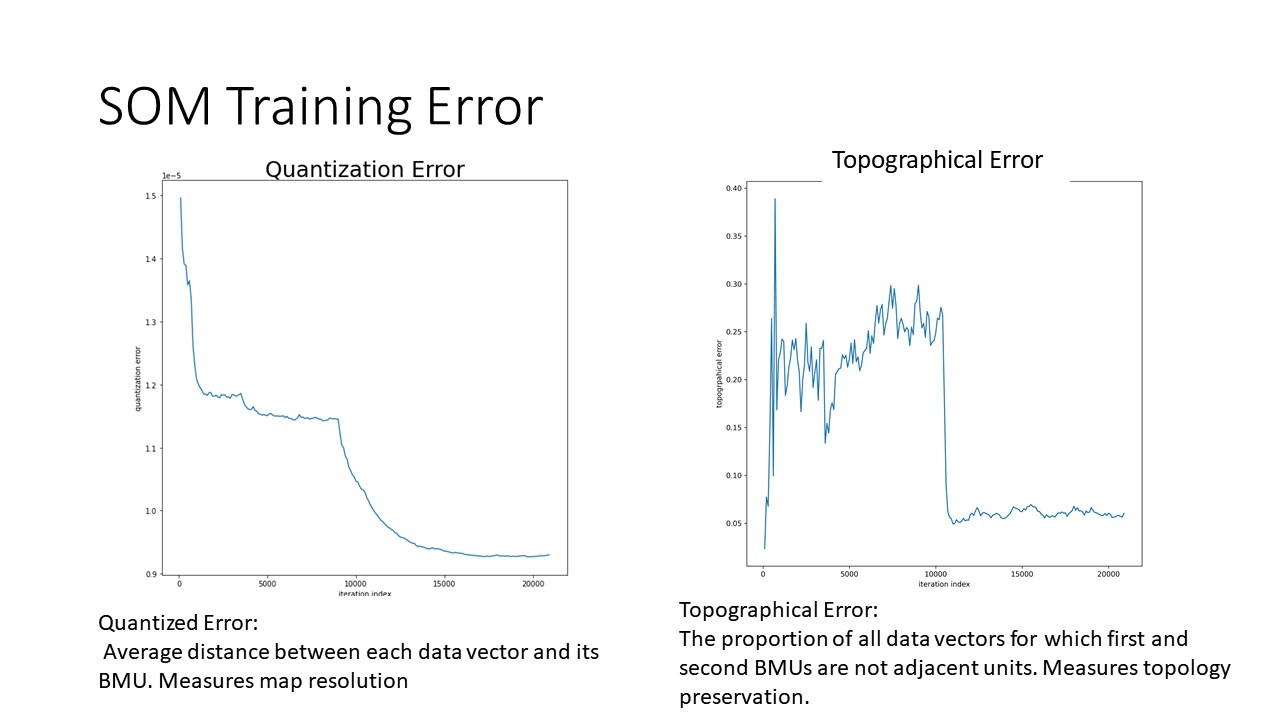 SOM Training Error
Quantization Error
1e−5
1.5
1.4
1.3
1.2
1.1
1.0
0.9
quantization error
0
5000
10000
15000
20000
iteration index
Quantized Error:
Average distance between each data vector and its
BMU. Measures map resolution
Topographical Error
0.40
0.35
0.30
0.25
0.20
0.15
0.10
0.05
topogrpahical error
0
5000
10000
15000
20000
iteration index
Topographical Error:
The proportion of all data vectors for which first and
second BMUs are not adjacent units. Measures topology
preservation.